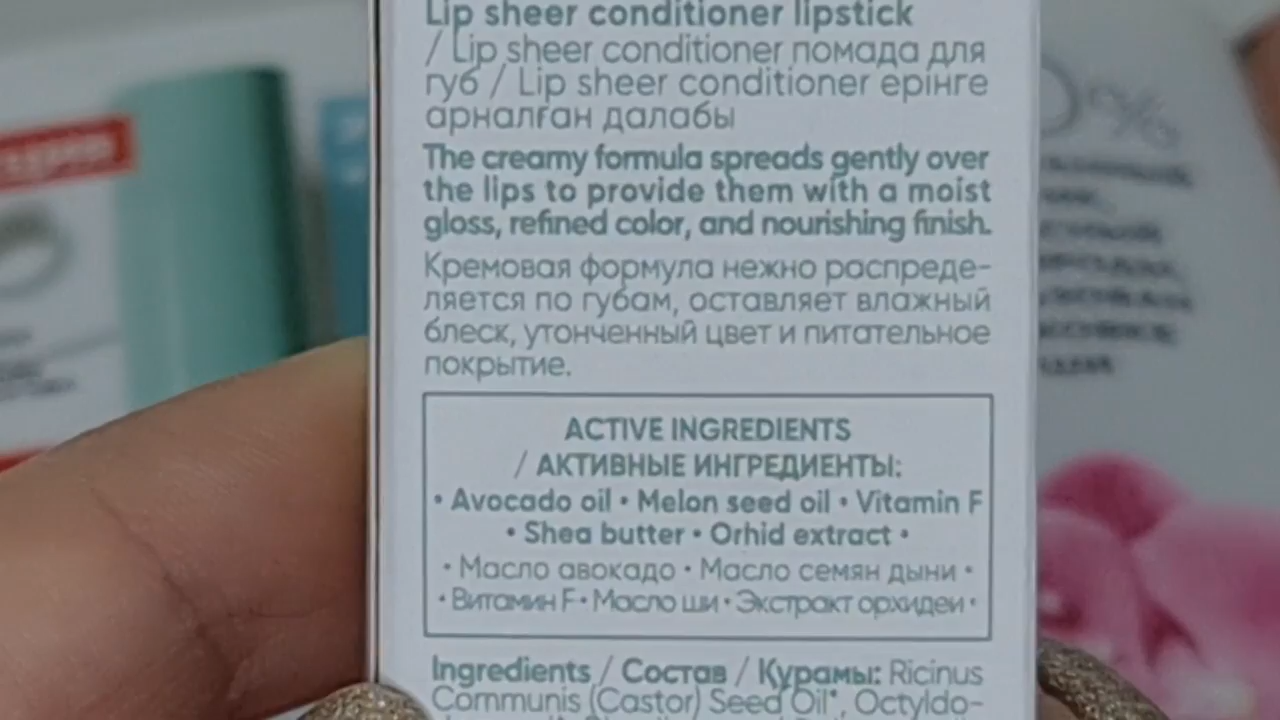 Lip sheer conditioner lipstick
/ Lip sheer conditioner помада для
губ / Lip sheer conditioner ерінге
арналған далабы
The creamy formula spreads gently over
the lips to provide them with a moist
gloss, refined color, and nourishing finish.
Кремовая формула нежно распреде-
ляется по губам, оставляет влажный
блеск, утонченный цвет и питательное
покрытие.
ACTIVE INGREDIENTS
/ АКТИВНЫЕ ИНГРЕДИЕНТЫ:
• Avocado oil • Melon seed oil • Vitamin F
• Shea butter • Orhid extract •
• Масло авокадо • Масло семян дыни •
• Витамин F • Масло ши • Экстракт орхидеи •
Ingredients / Состав / Құрамы: Ricinus
Communis (Castor) Seed Oil*, Octyldo-